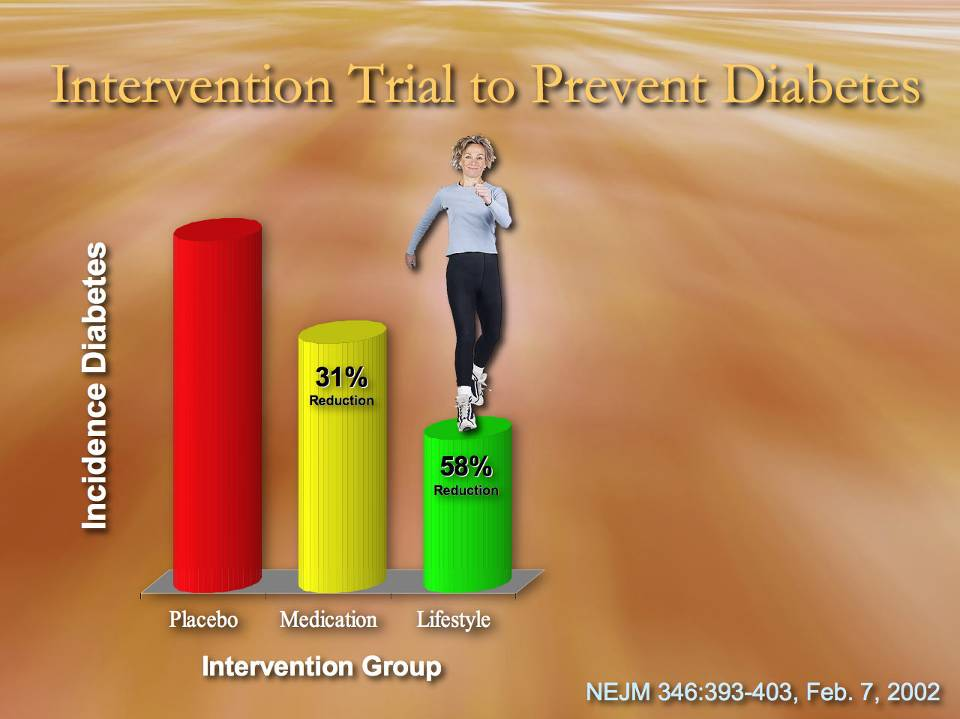 Intervention Trial to Prevent Diabetes
Incidence Diabetes
31%
Reduction
58%
Reduction
Placebo Medication Lifestyle
Intervention Group
NEJM 346:393-403, Feb. 7, 2002